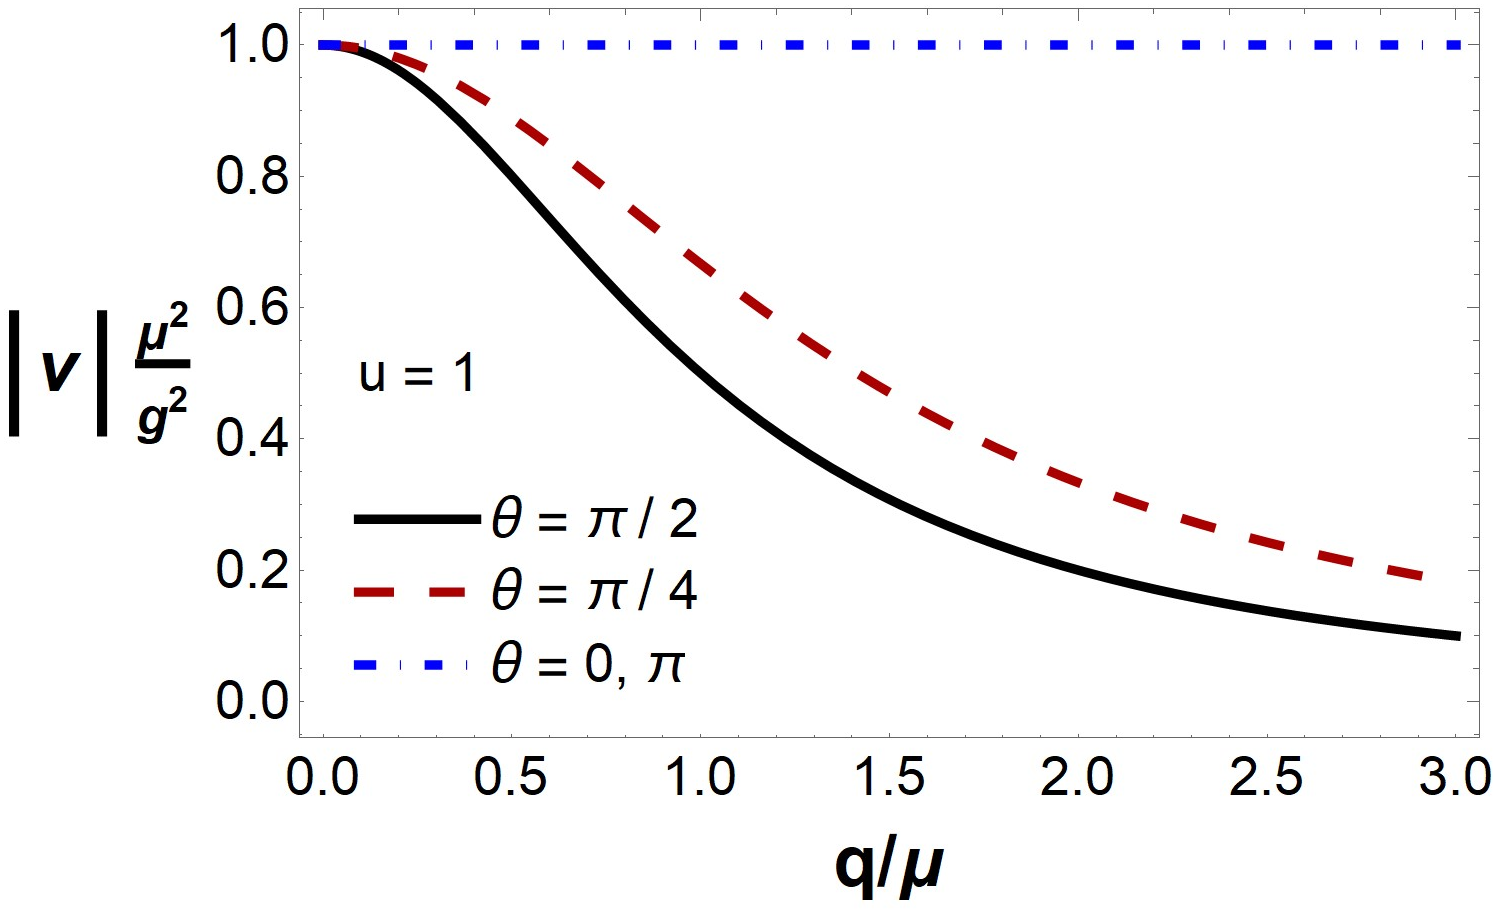 1.0
0.8
0.6
0.4
0.2
0.0
|v| μ²/g²
u = 1
θ = π / 2
θ = π / 4
θ = 0, π
0.0 0.5 1.0 1.5 2.0 2.5 3.0
q/μ